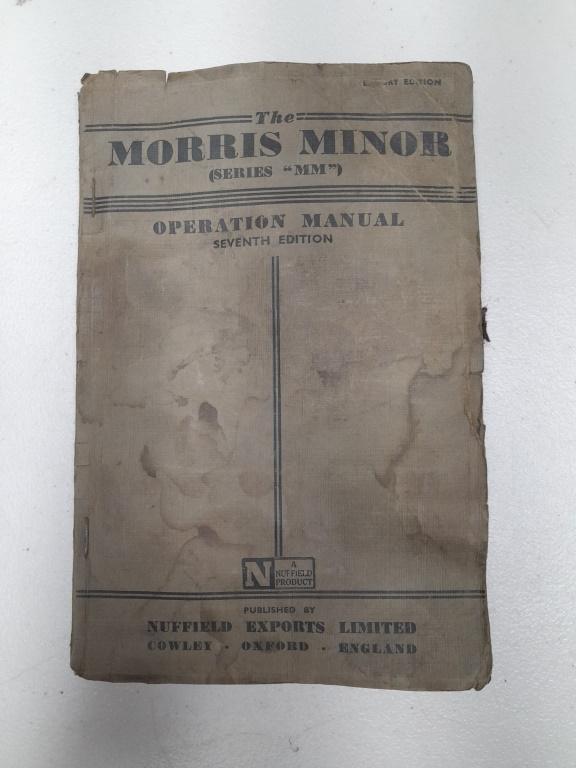 EDITION
The
MORRIS MINOR
(SERIES "MM")
OPERATION MANUAL
SEVENTH EDITION
N
A
NUFFIELD
PRODUCT
PUBLISHED BY
NUFFIELD EXPORTS LIMITED
COWLEY · OXFORD · ENGLAND